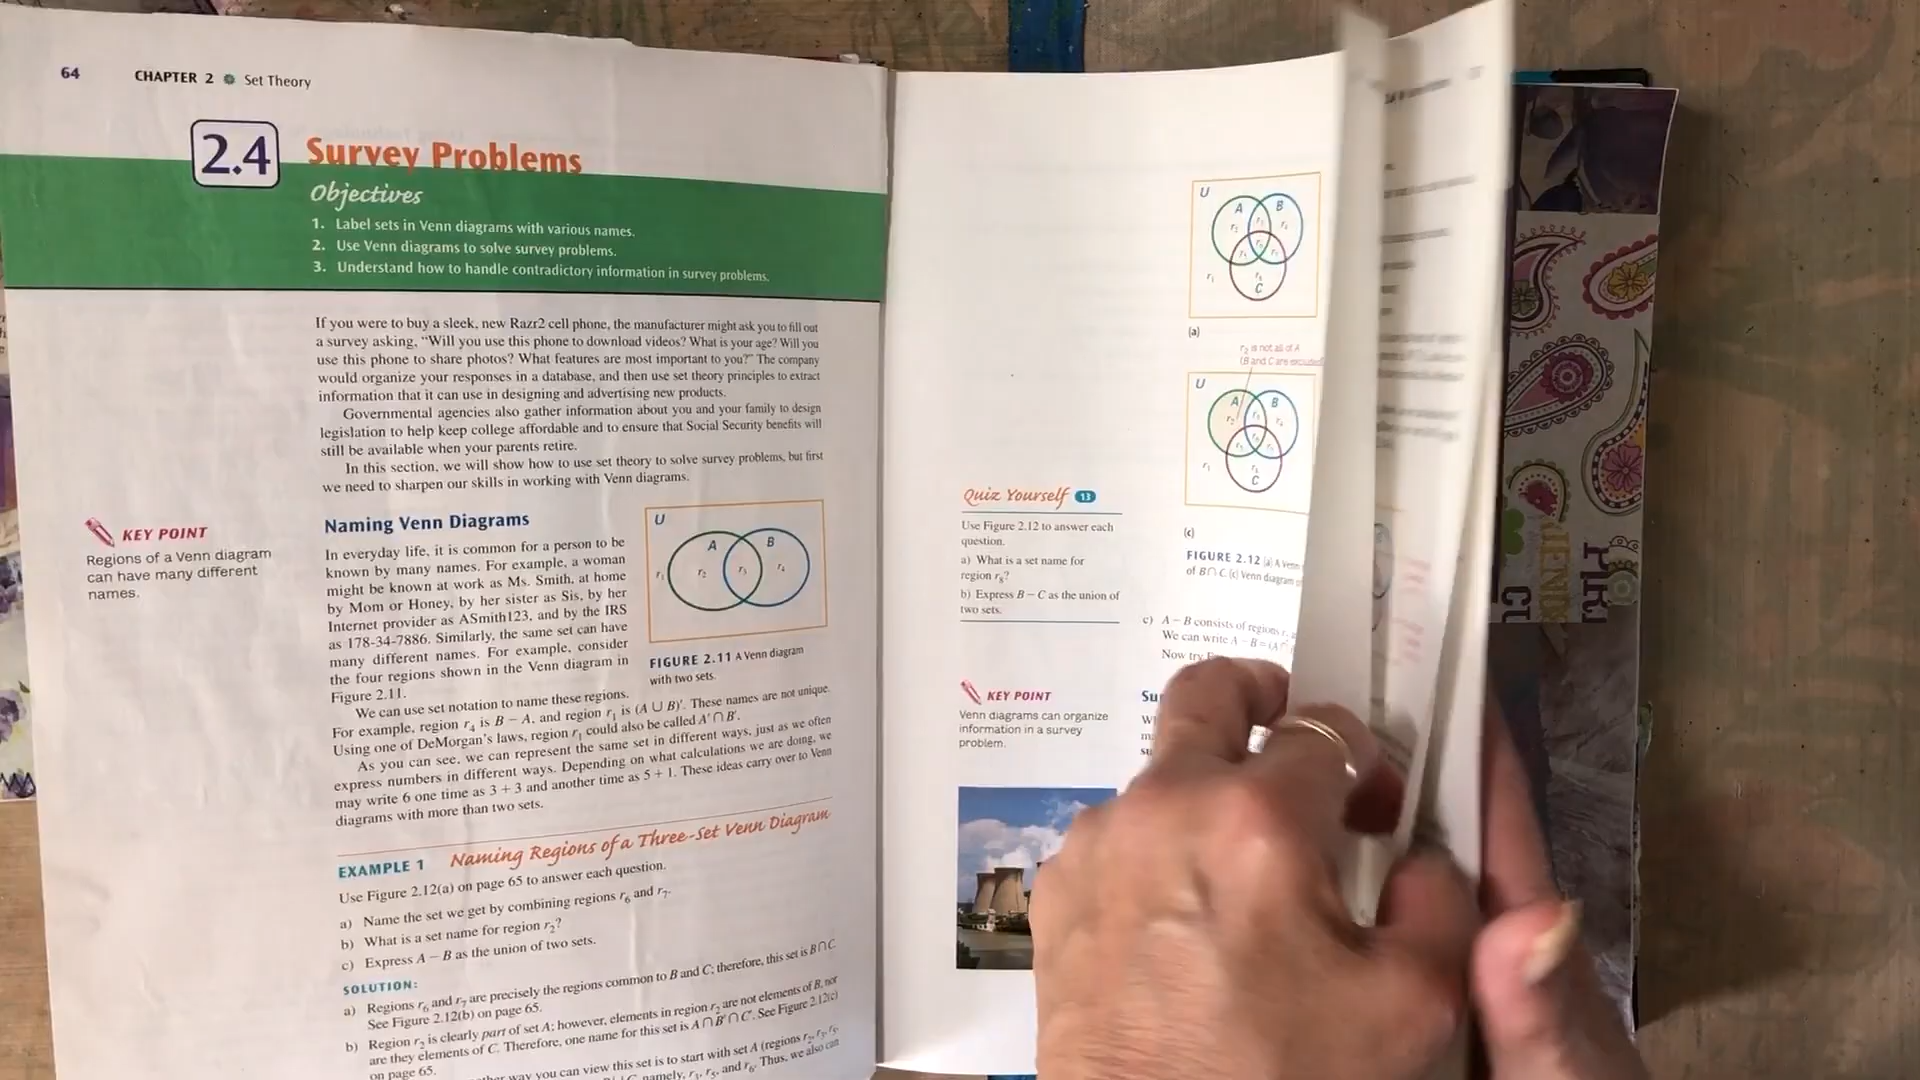 64
CHAPTER 2 Set Theory
2.4
Survey Problems
Objectives
1. Label sets in Venn diagrams with various names.
2. Use Venn diagrams to solve survey problems.
3. Understand how to handle contradictory information in survey problems.
If you were to buy a sleek, new Razr2 cell phone, the manufacturer might ask you to fill out
a survey asking, "Will you use this phone to download videos? What is your age? Will you
use this phone to share photos? What features are most important to you?" The company
would organize your responses in a database, and then use set theory principles to extract
information that it can use in designing and advertising new products.
Governmental agencies also gather information about you and your family to design
legislation to help keep college affordable and to ensure that Social Security benefits will
still be available when your parents retire.
In this section, we will show how to use set theory to solve survey problems, but first
we need to sharpen our skills in working with Venn diagrams.
KEY POINT
Regions of a Venn diagram
can have many different
names.
Naming Venn Diagrams
In everyday life, it is common for a person to be
known by many names. For example, a woman
might be known at work as Ms. Smith, at home
by Mom or Honey, by her sister as Sis, by her
Internet provider as ASmith123, and by the IRS
as 178-34-7886. Similarly, the same set can have
many different names. For example, consider
the four regions shown in the Venn diagram in
Figure 2.11.
U
A B
r₁ r₂ r₃ r₄
FIGURE 2.11 A Venn diagram
with two sets.
We can use set notation to name these regions.
For example, region r₄ is B − A, and region r₁ is (A ∪ B)′. These names are not unique.
Using one of DeMorgan's laws, region r₁ could also be called A′ ∩ B′.
As you can see, we can represent the same set in different ways, just as we often
express numbers in different ways. Depending on what calculations we are doing, we
may write 6 one time as 3 + 3 and another time as 5 + 1. These ideas carry over to Venn
diagrams with more than two sets.
EXAMPLE 1 Naming Regions of a Three-Set Venn Diagram
Use Figure 2.12(a) on page 65 to answer each question.
a) Name the set we get by combining regions r₆ and r₇.
b) What is a set name for region r₂?
c) Express A − B as the union of two sets.
SOLUTION:
a) Regions r₆ and r₇ are precisely the regions common to B and C; therefore, this set is B∩C.
See Figure 2.12(b) on page 65.
b) Region r₂ is clearly part of set A; however, elements in region r₂ are not elements of B, nor
are they elements of C. Therefore, one name for this set is A∩B′∩C′. See Figure 2.12(c)
on page 65.
way you can view this set is to start with set A (regions r₂, r₃, r₅,
namely, r₃, r₅, and r₆. Thus, we also can
U
A B
C
(a)
r₂ is not all of A
(B and C are excluded
U
A B
C
(c)
FIGURE 2.12 (a) A Venn
of B∩C (c) Venn diagram
Quiz Yourself 13
Use Figure 2.12 to answer each
question.
a) What is a set name for
region r₈?
b) Express B − C as the union of
two sets.
c) A − B consists of regions
We can write A − B =
Now try
KEY POINT
Venn diagrams can organize
information in a survey
problem.